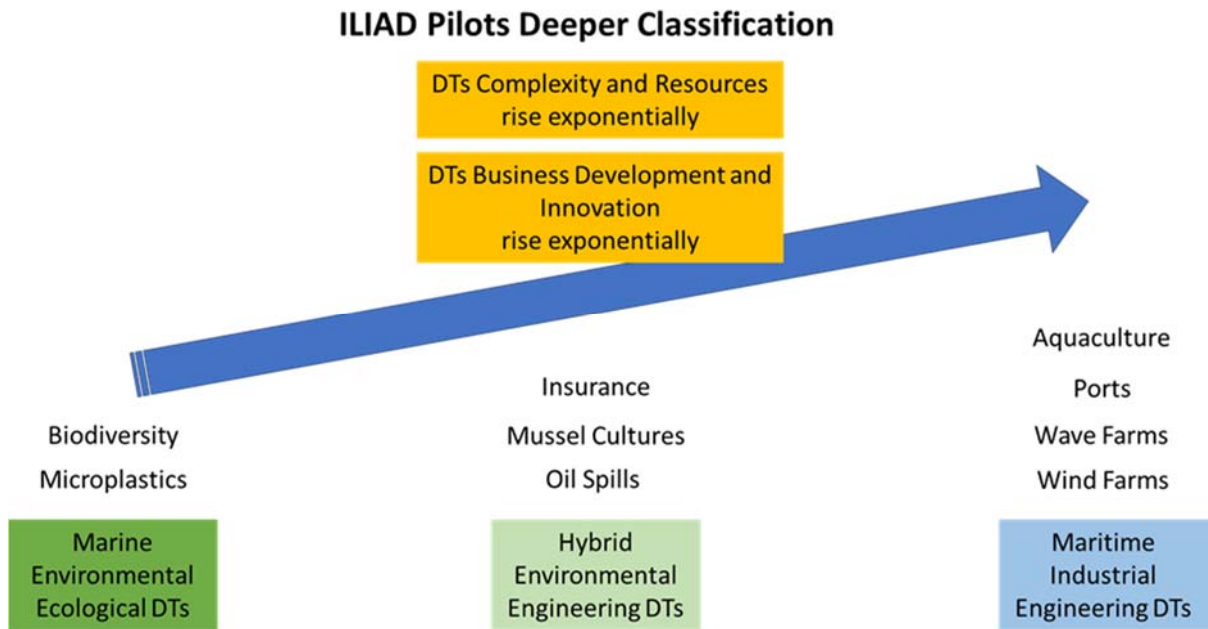 ILIAD Pilots Deeper Classification
DTs Complexity and Resources
rise exponentially
DTs Business Development and
Innovation
rise exponentially
Biodiversity
Microplastics
Marine
Environmental
Ecological DTs
Insurance
Mussel Cultures
Oil Spills
Hybrid
Environmental
Engineering DTs
Aquaculture
Ports
Wave Farms
Wind Farms
Maritime
Industrial
Engineering DTs